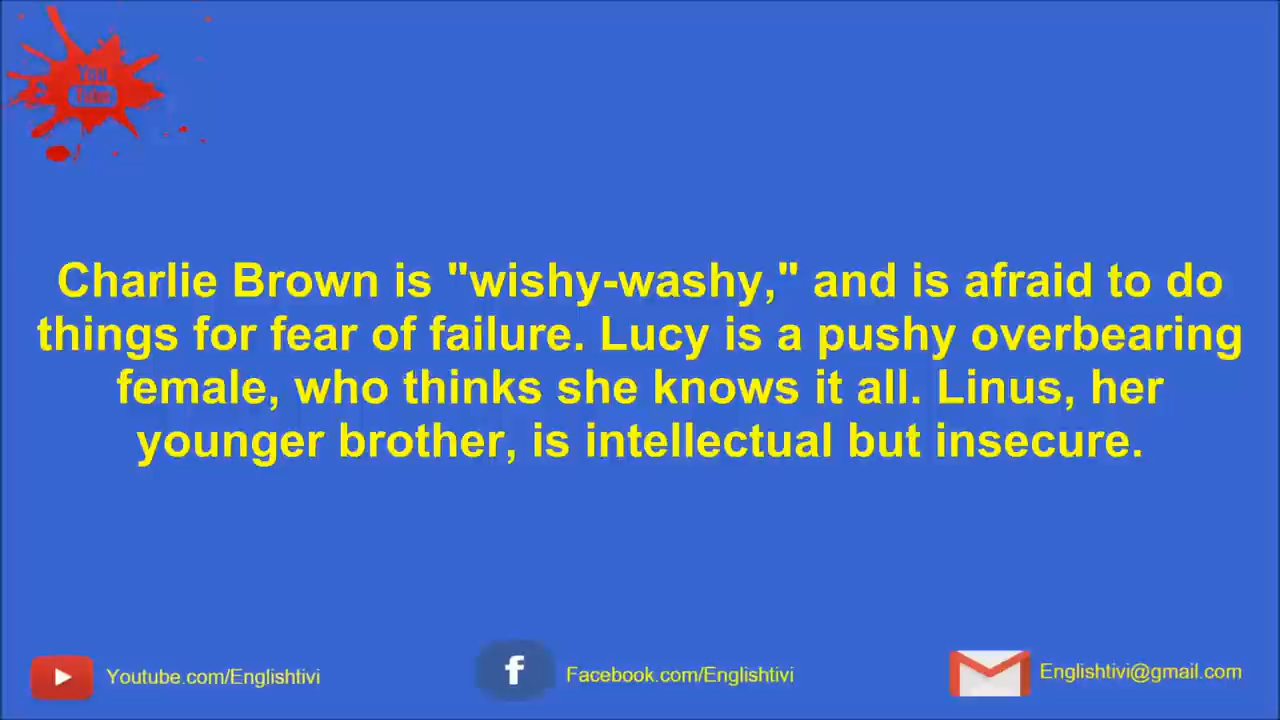 You
Tube
Charlie Brown is "wishy-washy," and is afraid to do
things for fear of failure. Lucy is a pushy overbearing
female, who thinks she knows it all. Linus, her
younger brother, is intellectual but insecure.
Youtube.com/Englishtivi
f
Facebook.com/Englishtivi
Englishtivi@gmail.com